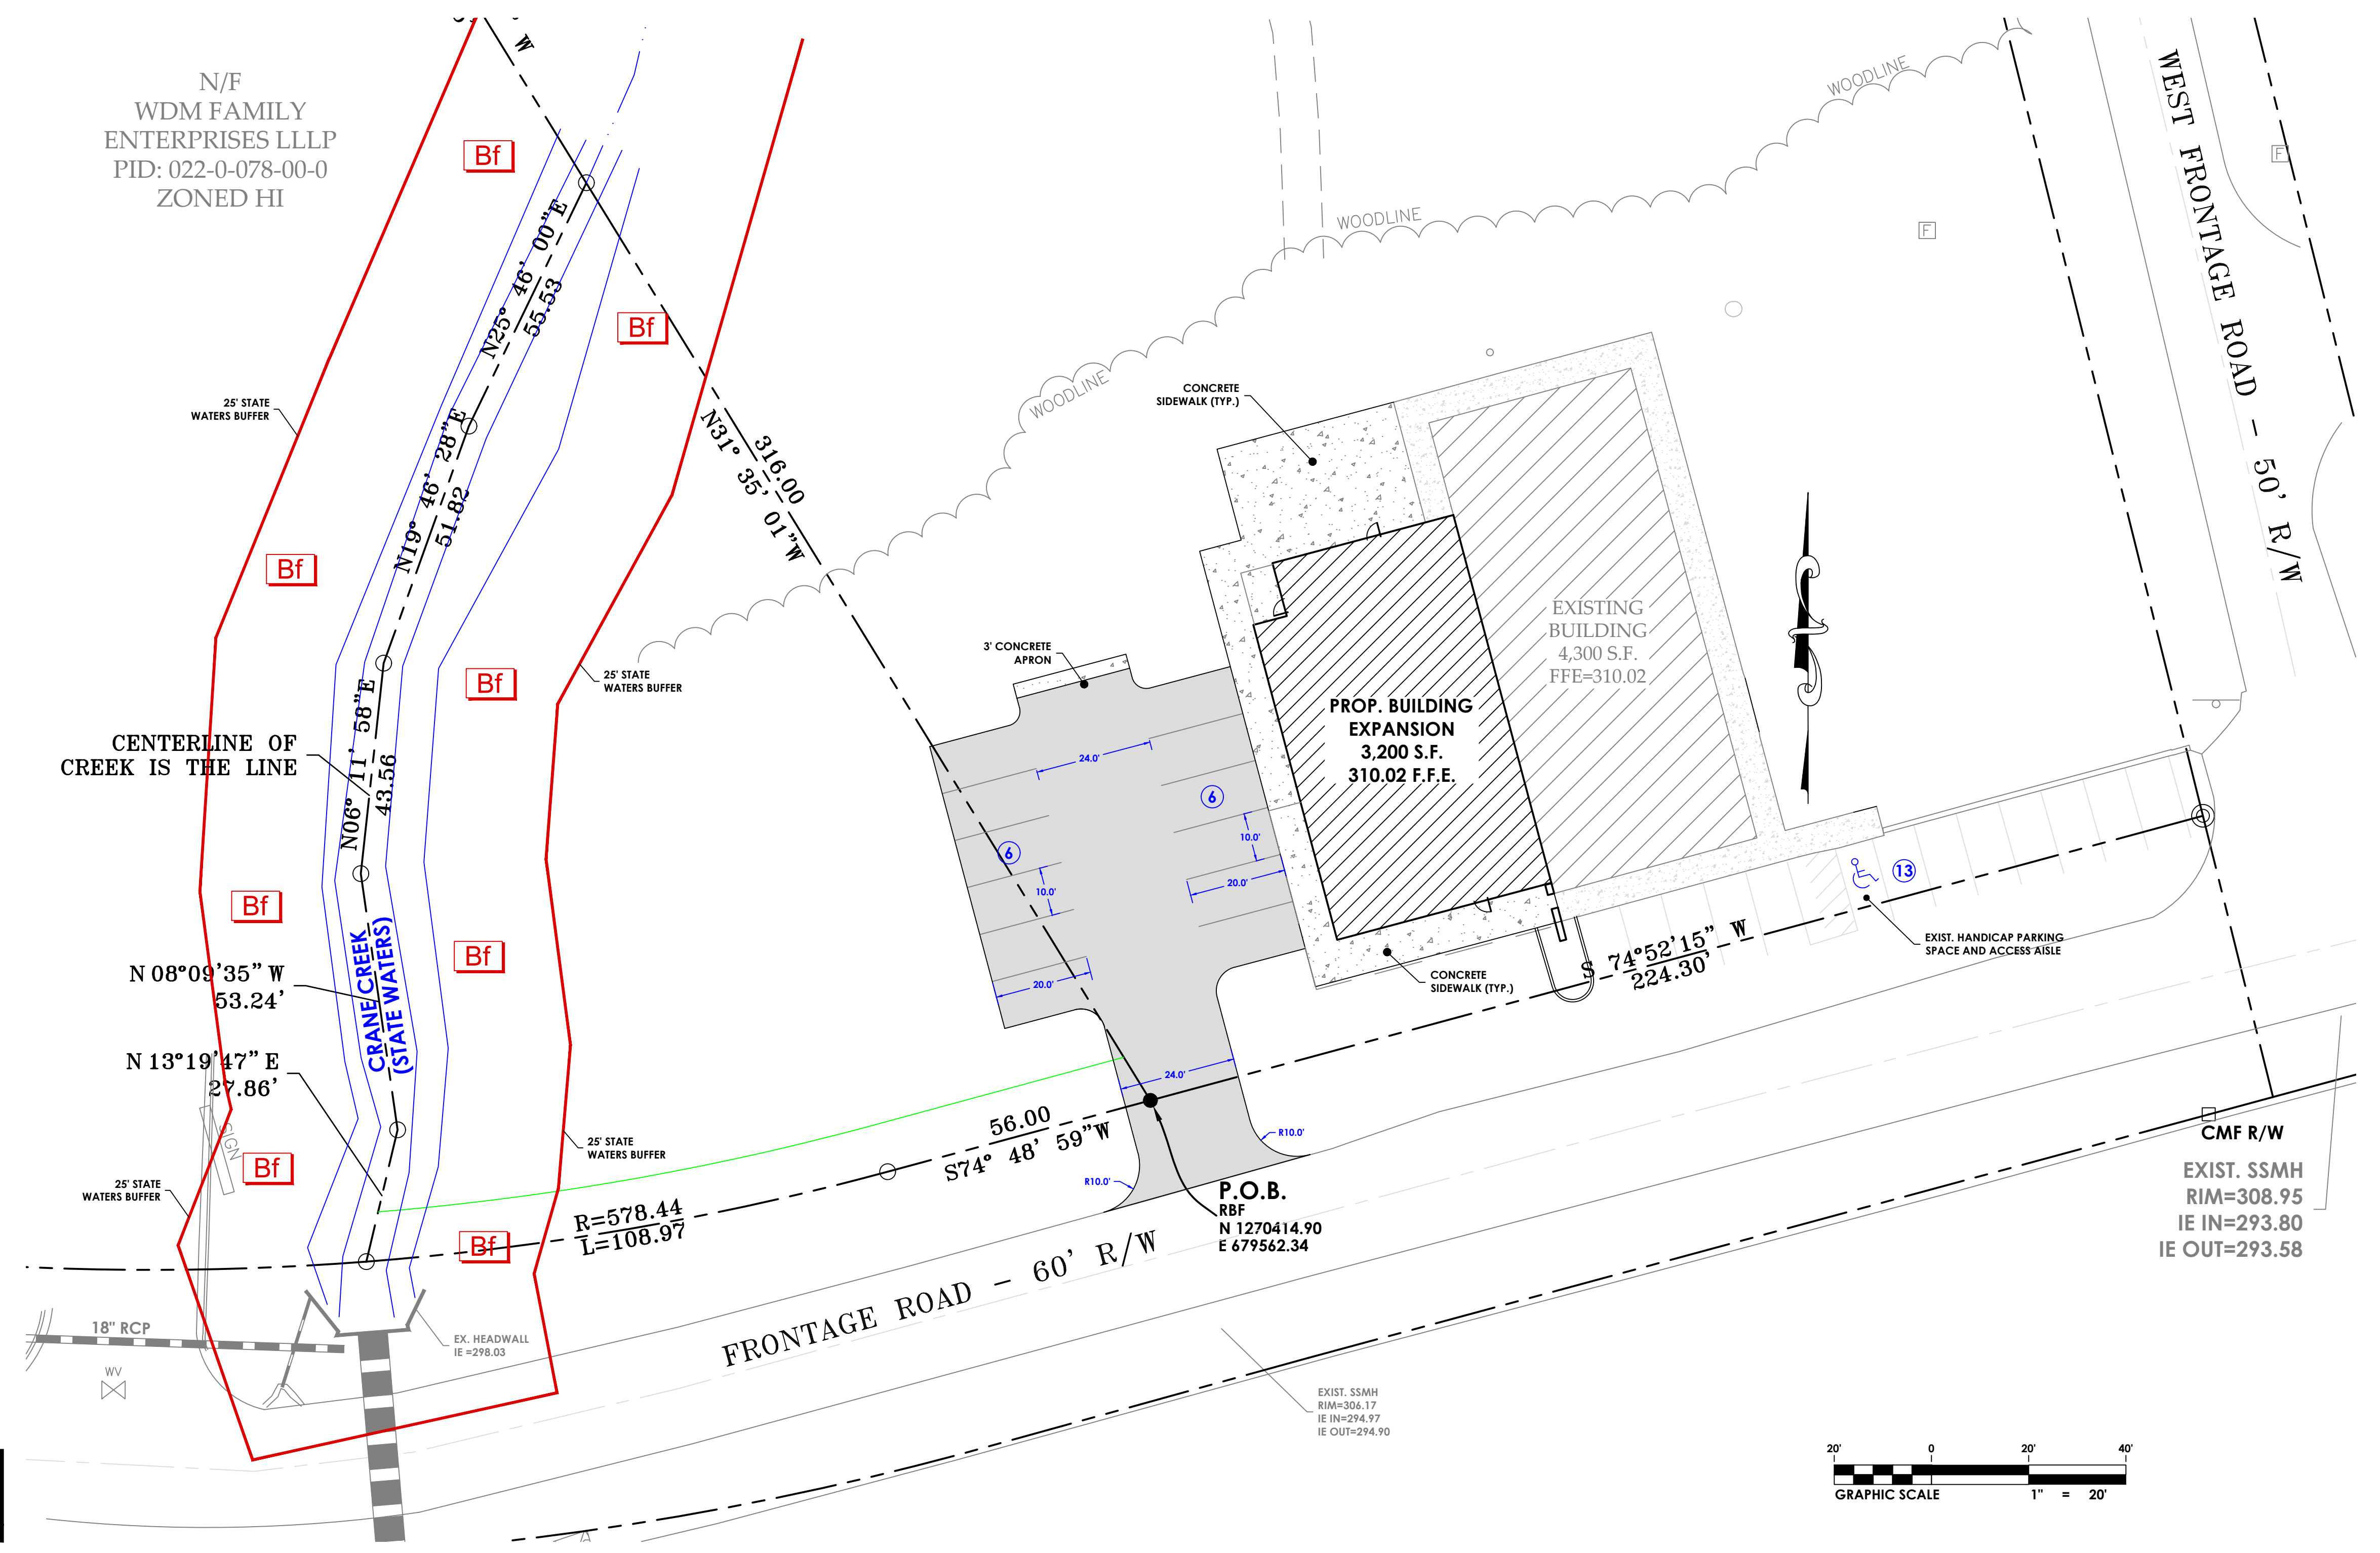 W
N/F
WDM FAMILY
ENTERPRISES LLLP
PID: 022-0-078-00-0
ZONED HI
Bf
Bf
Bf
Bf
Bf
Bf
Bf
Bf
WOODLINE
WOODLINE
WOODLINE
WEST FRONTAGE ROAD – 50' R/W
F
F
N25° 46' 00"E
55.53
N19° 46' 28"E
51.82
N06° 11' 58"E
43.56
316.00
N31° 35' 01"W
25' STATE
WATERS BUFFER
25' STATE
WATERS BUFFER
CONCRETE
SIDEWALK (TYP.)
3' CONCRETE
APRON
EXISTING
BUILDING
4,300 S.F.
FFE=310.02
PROP. BUILDING
EXPANSION
3,200 S.F.
310.02 F.F.E.
CENTERLINE OF
CREEK IS THE LINE
24.0'
6
10.0'
20.0'
6
10.0'
20.0'
24.0'
13
CRANE CREEK
(STATE WATERS)
N 08°09'35" W
53.24'
N 13°19'47" E
27.86'
SIGN
EXIST. HANDICAP PARKING
SPACE AND ACCESS AISLE
CONCRETE
SIDEWALK (TYP.)
S 74°52'15" W
224.30'
56.00
S74° 48' 59"W
R10.0'
R10.0'
25' STATE
WATERS BUFFER
25' STATE
WATERS BUFFER
R=578.44
L=108.97
P.O.B.
RBF
N 1270414.90
E 679562.34
CMF R/W
EXIST. SSMH
RIM=308.95
IE IN=293.80
IE OUT=293.58
FRONTAGE ROAD – 60' R/W
18" RCP
WV
EX. HEADWALL
IE =298.03
EXIST. SSMH
RIM=306.17
IE IN=294.97
IE OUT=294.90
20' 0 20' 40'
GRAPHIC SCALE 1" = 20'